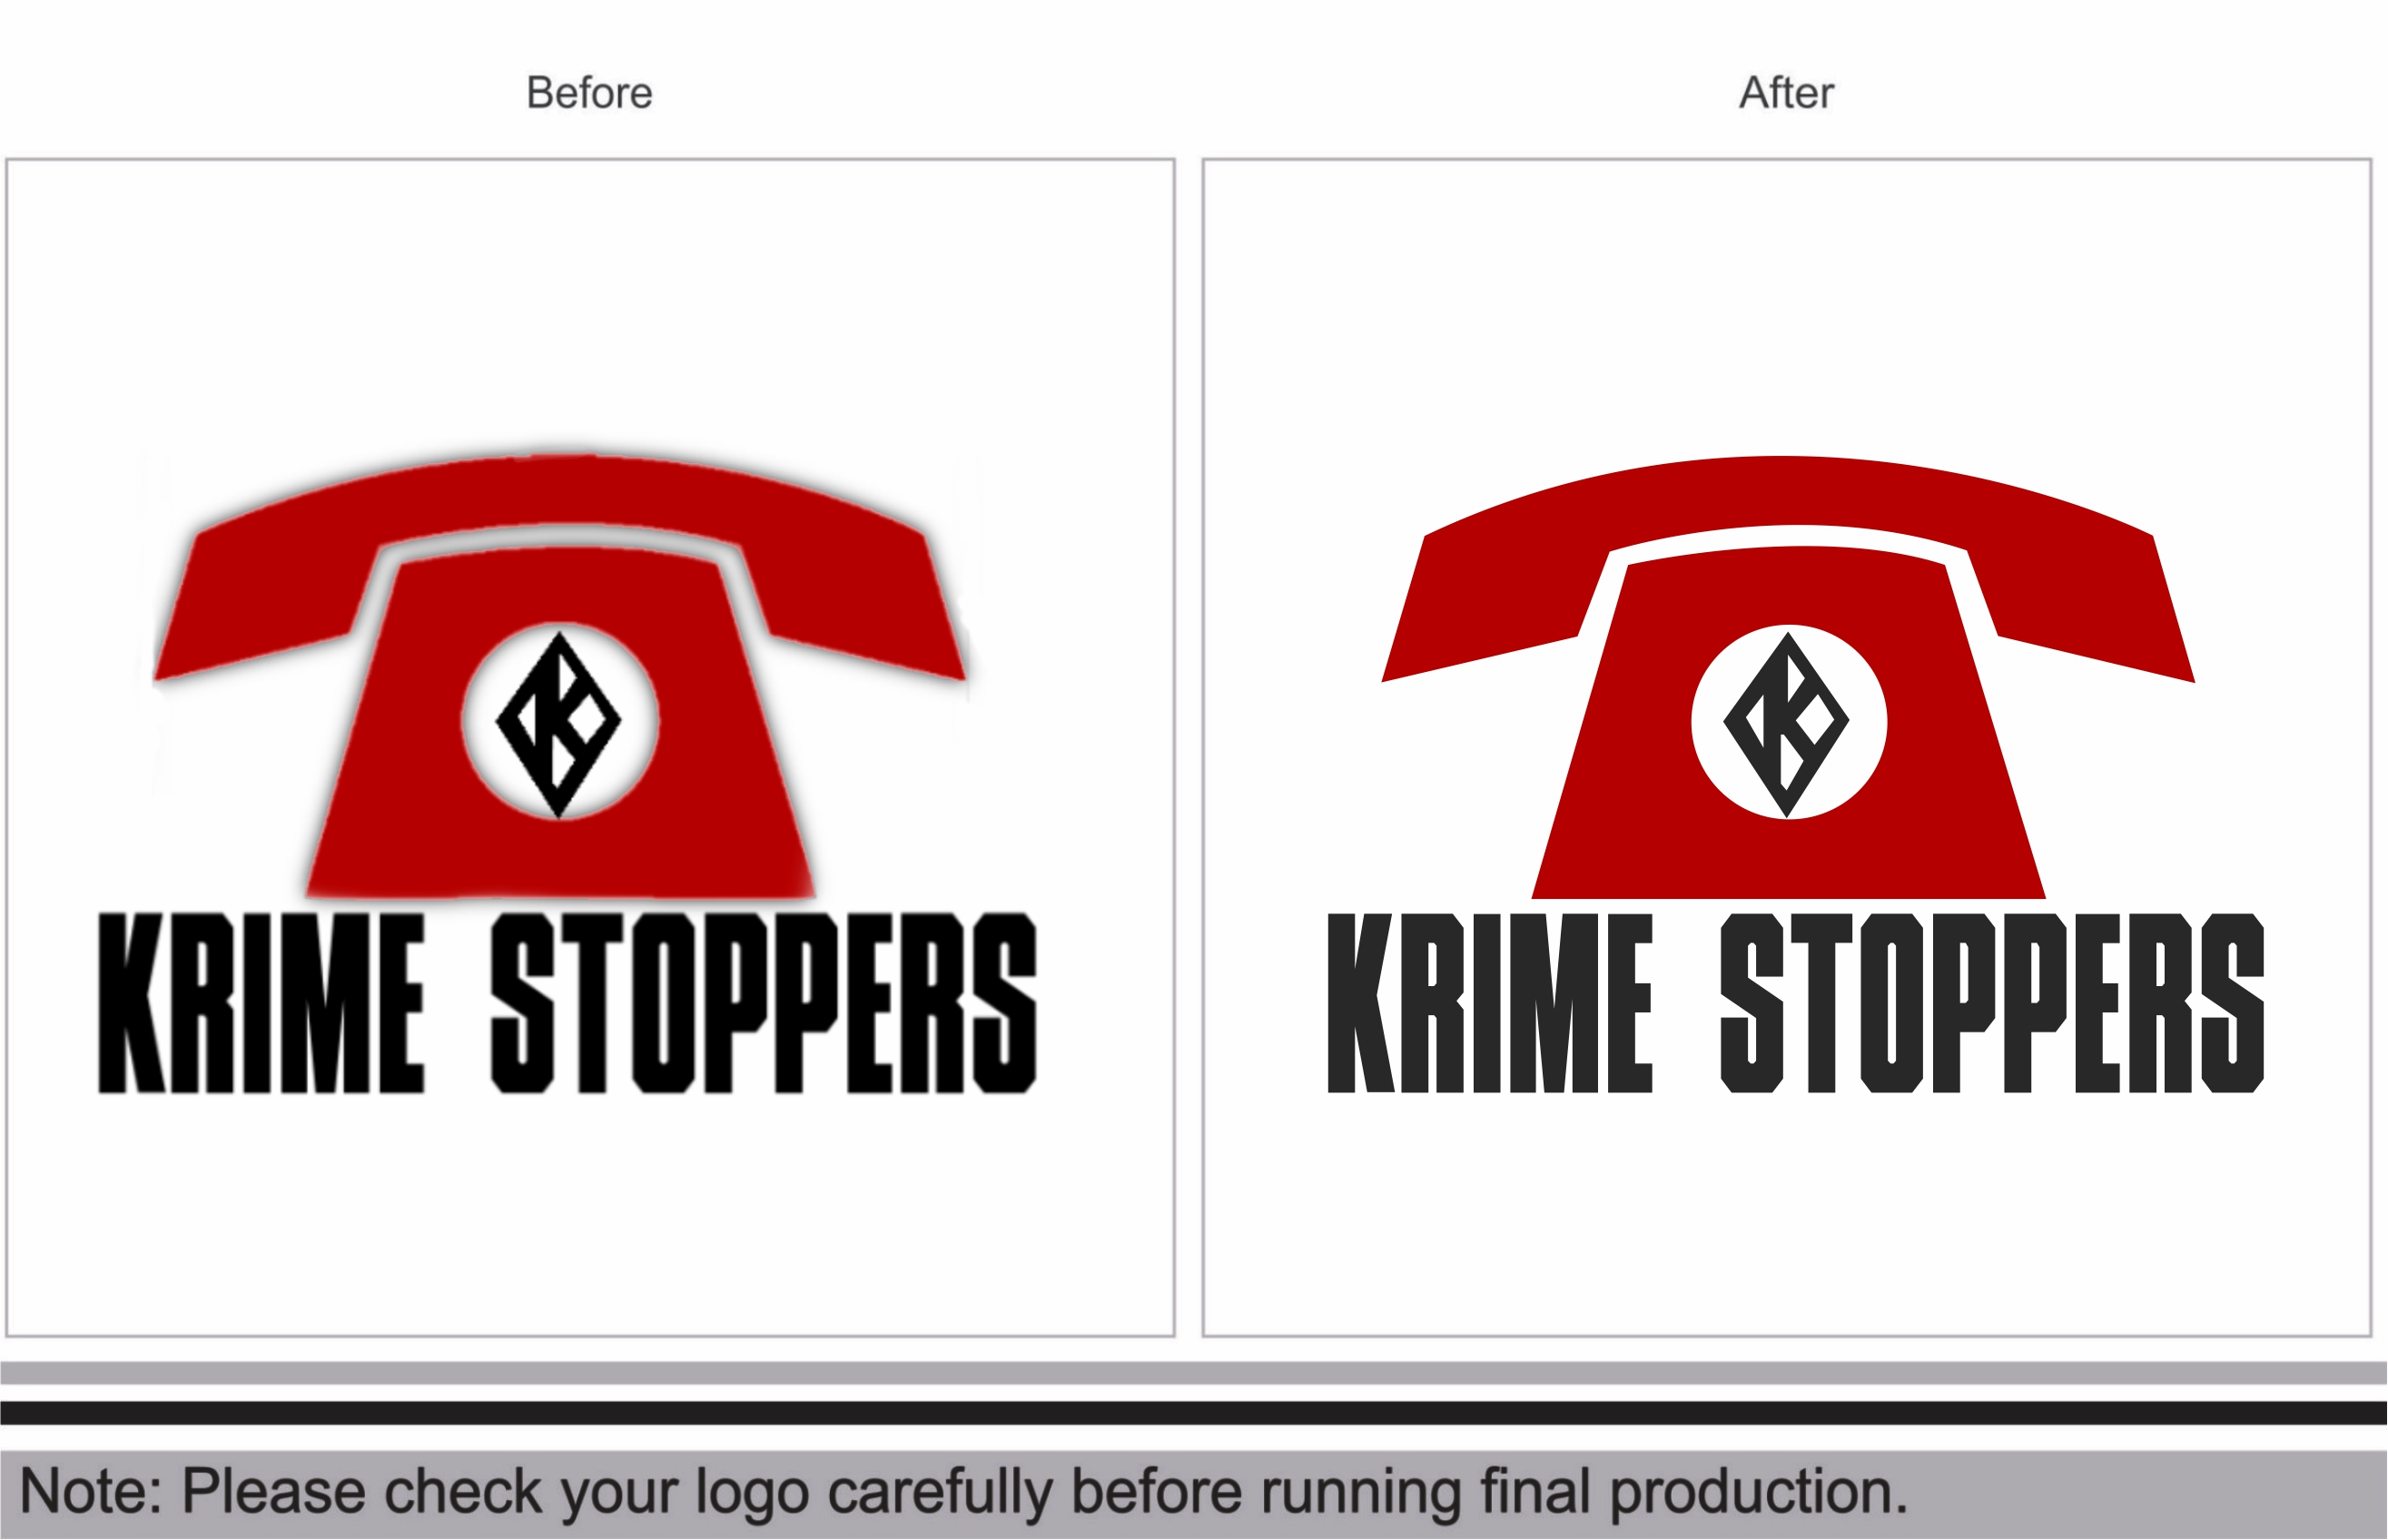 Before
After
K
KRIME STOPPERS
K
KRIME STOPPERS
Note: Please check your logo carefully before running final production.